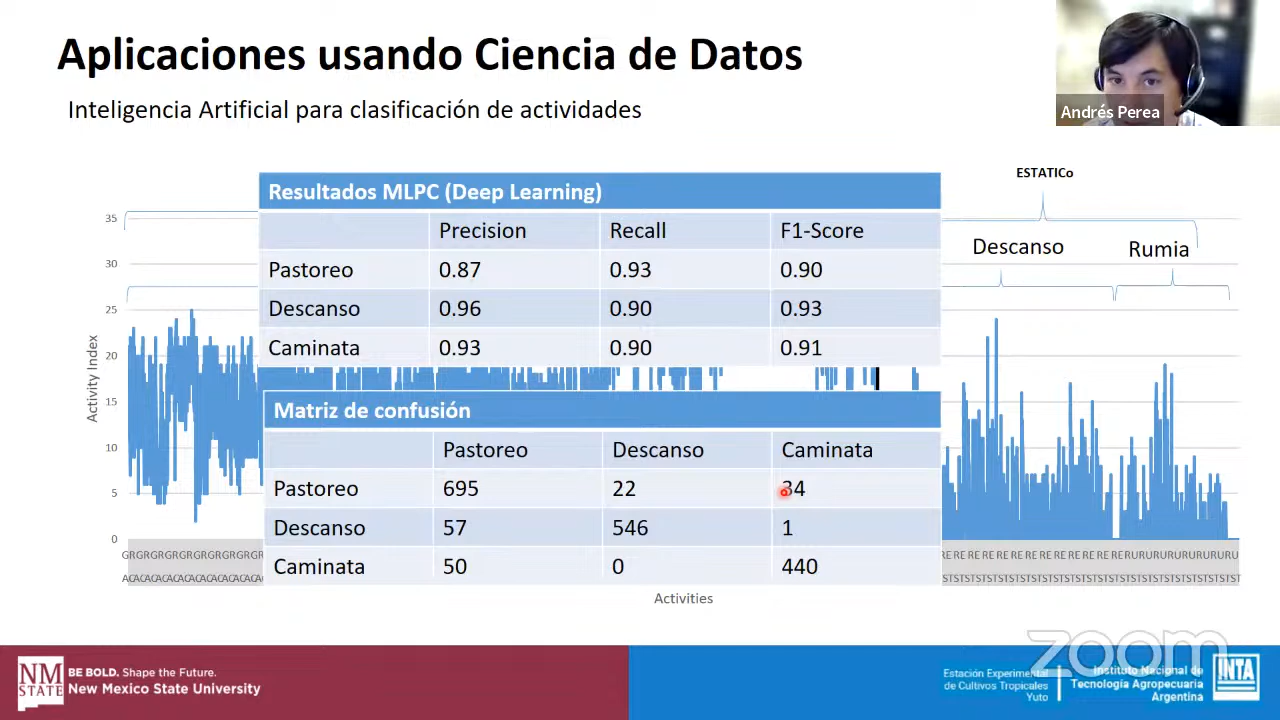 Aplicaciones usando Ciencia de Datos
Inteligencia Artificial para clasificación de actividades
Andrés Perea
ESTATICo
Descanso Rumia
Resultados MLPC (Deep Learning)
Precision Recall F1-Score
Pastoreo 0.87 0.93 0.90
Descanso 0.96 0.90 0.93
Caminata 0.93 0.90 0.91
Matriz de confusión
Pastoreo Descanso Caminata
Pastoreo 695 22 34
Descanso 57 546 1
Caminata 50 0 440
Activity Index
35
30
25
20
15
10
5
0
Activities
NM
STATE
BE BOLD. Shape the Future.
New Mexico State University
zoom
Estación Experimental
de Cultivos Tropicales
Yuto
Instituto Nacional de
Tecnología Agropecuaria
Argentina
INTA